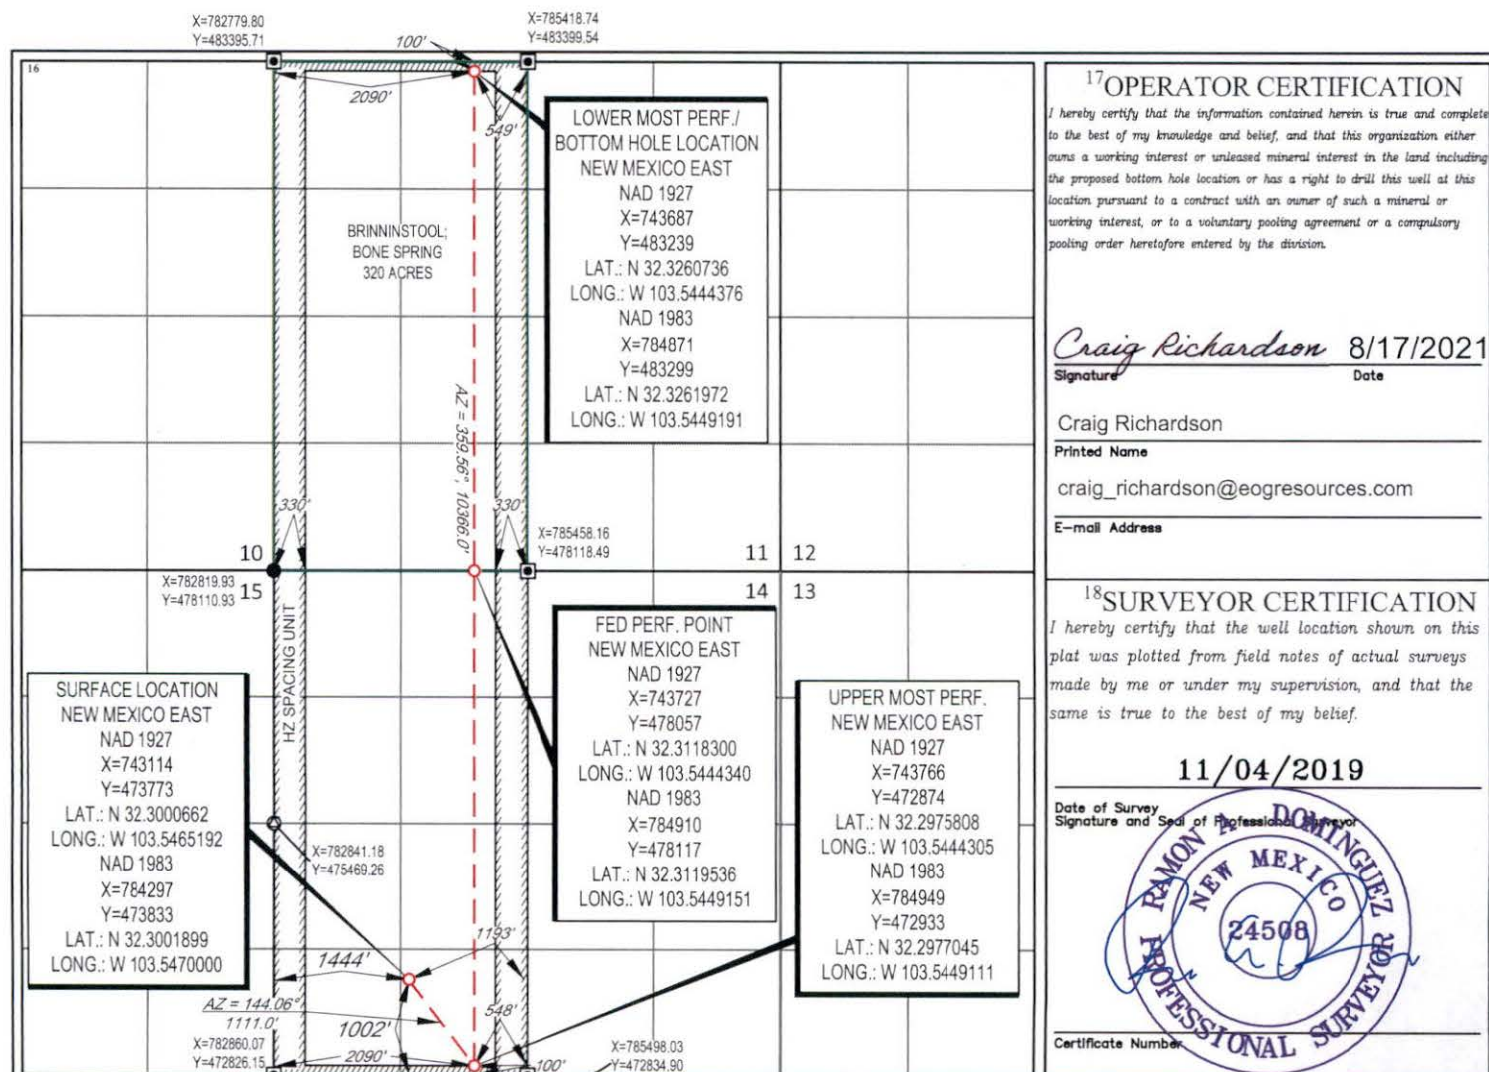 X=782779.80
Y=483395.71
X=785418.74
Y=483399.54
100'
16
2090'
549'
LOWER MOST PERF./
BOTTOM HOLE LOCATION
NEW MEXICO EAST
NAD 1927
X=743687
Y=483239
LAT.: N 32.3260736
LONG.: W 103.5444376
NAD 1983
X=784871
Y=483299
LAT.: N 32.3261972
LONG.: W 103.5449191
BRINNINSTOOL;
BONE SPRING
320 ACRES
AZ = 359.56°, 10366.0'
330'
330'
X=785458.16
Y=478118.49
10
11
12
X=782819.93
Y=478110.93
15
14
13
HZ SPACING UNIT
SURFACE LOCATION
NEW MEXICO EAST
NAD 1927
X=743114
Y=473773
LAT.: N 32.3000662
LONG.: W 103.5465192
NAD 1983
X=784297
Y=473833
LAT.: N 32.3001899
LONG.: W 103.5470000
FED PERF. POINT
NEW MEXICO EAST
NAD 1927
X=743727
Y=478057
LAT.: N 32.3118300
LONG.: W 103.5444340
NAD 1983
X=784910
Y=478117
LAT.: N 32.3119536
LONG.: W 103.5449151
UPPER MOST PERF.
NEW MEXICO EAST
NAD 1927
X=743766
Y=472874
LAT.: N 32.2975808
LONG.: W 103.5444305
NAD 1983
X=784949
Y=472933
LAT.: N 32.2977045
LONG.: W 103.5449111
X=782841.18
Y=475469.26
1193'
1444'
AZ = 144.06°
1111.0'
1002'
548'
X=782860.07
Y=472826.15
2090'
100'
X=785498.03
Y=472834.90
17 OPERATOR CERTIFICATION
I hereby certify that the information contained herein is true and complete
to the best of my knowledge and belief, and that this organization either
owns a working interest or unleased mineral interest in the land including
the proposed bottom hole location or has a right to drill this well at this
location pursuant to a contract with an owner of such a mineral or
working interest, or to a voluntary pooling agreement or a compulsory
pooling order heretofore entered by the division.
Craig Richardson 8/17/2021
Signature Date
Craig Richardson
Printed Name
craig_richardson@eogresources.com
E-mail Address
18 SURVEYOR CERTIFICATION
I hereby certify that the well location shown on this
plat was plotted from field notes of actual surveys
made by me or under my supervision, and that the
same is true to the best of my belief.
11/04/2019
Date of Survey
Signature and Seal of Professional Surveyor
RAMON A. DOMINGUEZ
NEW MEXICO
24508
PROFESSIONAL SURVEYOR
Certificate Number